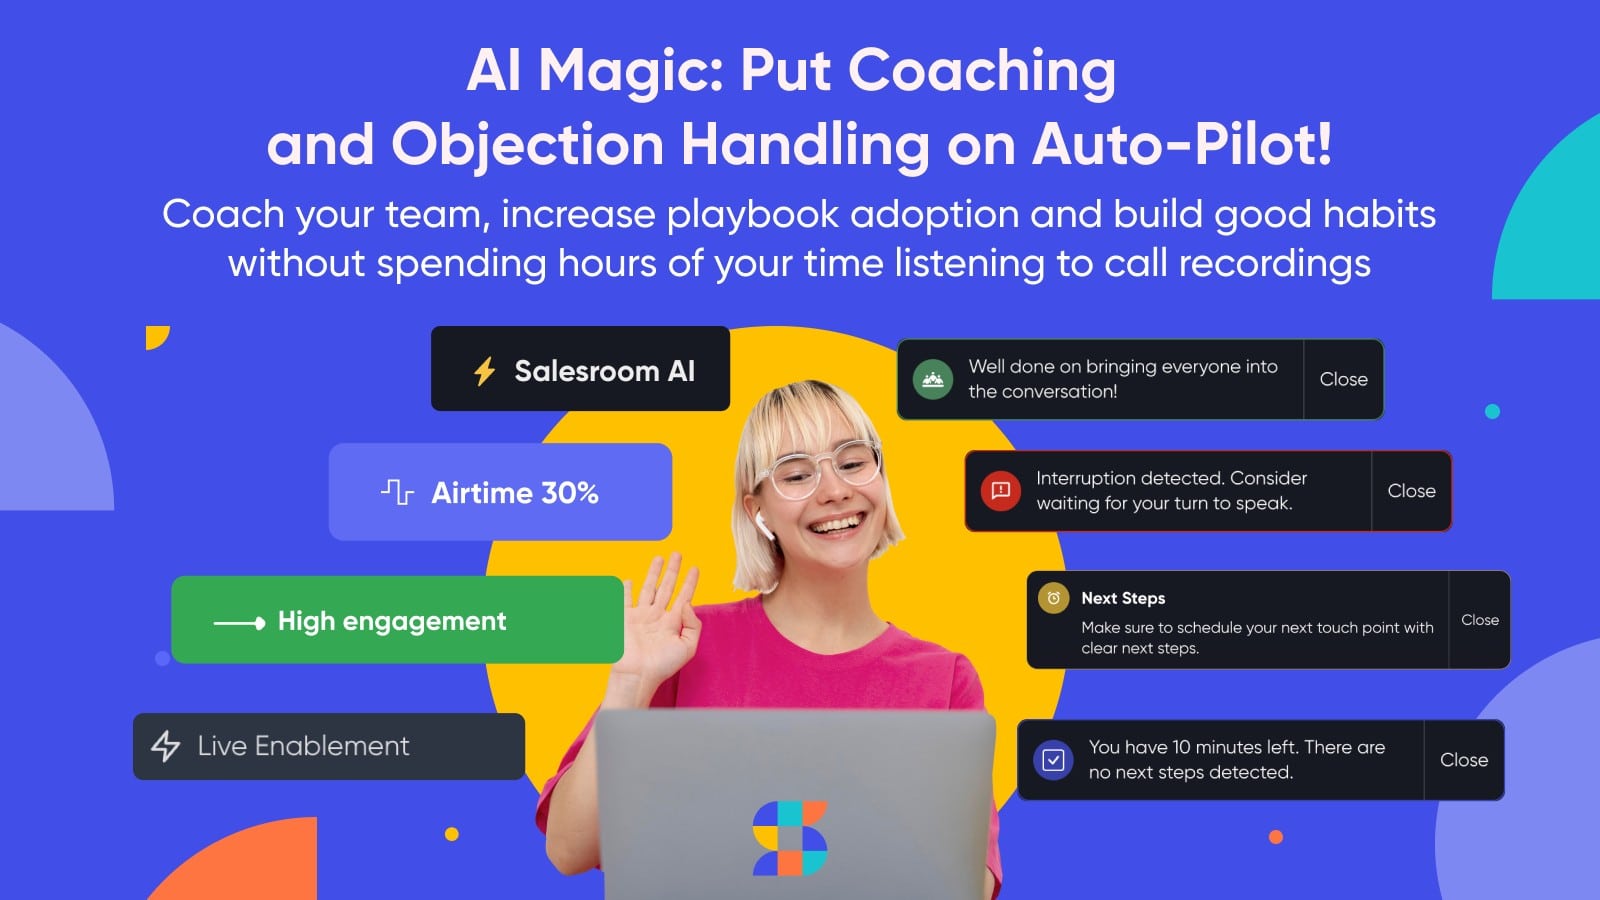 AI Magic: Put Coaching
and Objection Handling on Auto-Pilot!
Coach your team, increase playbook adoption and build good habits
without spending hours of your time listening to call recordings
Salesroom AI
Airtime 30%
High engagement
Live Enablement
Well done on bringing everyone into
the conversation!
Close
Interruption detected. Consider
waiting for your turn to speak.
Close
Next Steps
Make sure to schedule your next touch point with
clear next steps.
Close
You have 10 minutes left. There are
no next steps detected.
Close